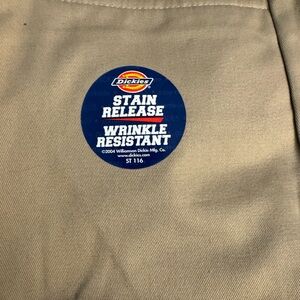 Dickies
STAIN
RELEASE
WRINKLE
RESISTANT
©2004 Williamson-Dickie Mfg. Co.
www.dickies.com
ST 116